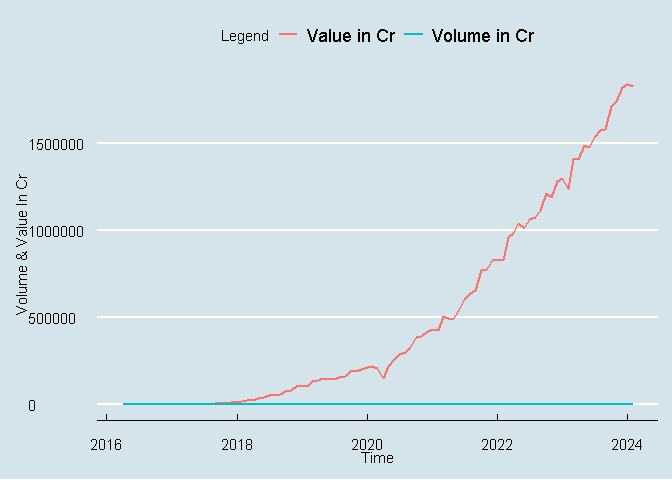 Legend Value in Cr Volume in Cr
Volume & Value In Cr
1500000
1000000
500000
0
2016 2018 2020 2022 2024
Time